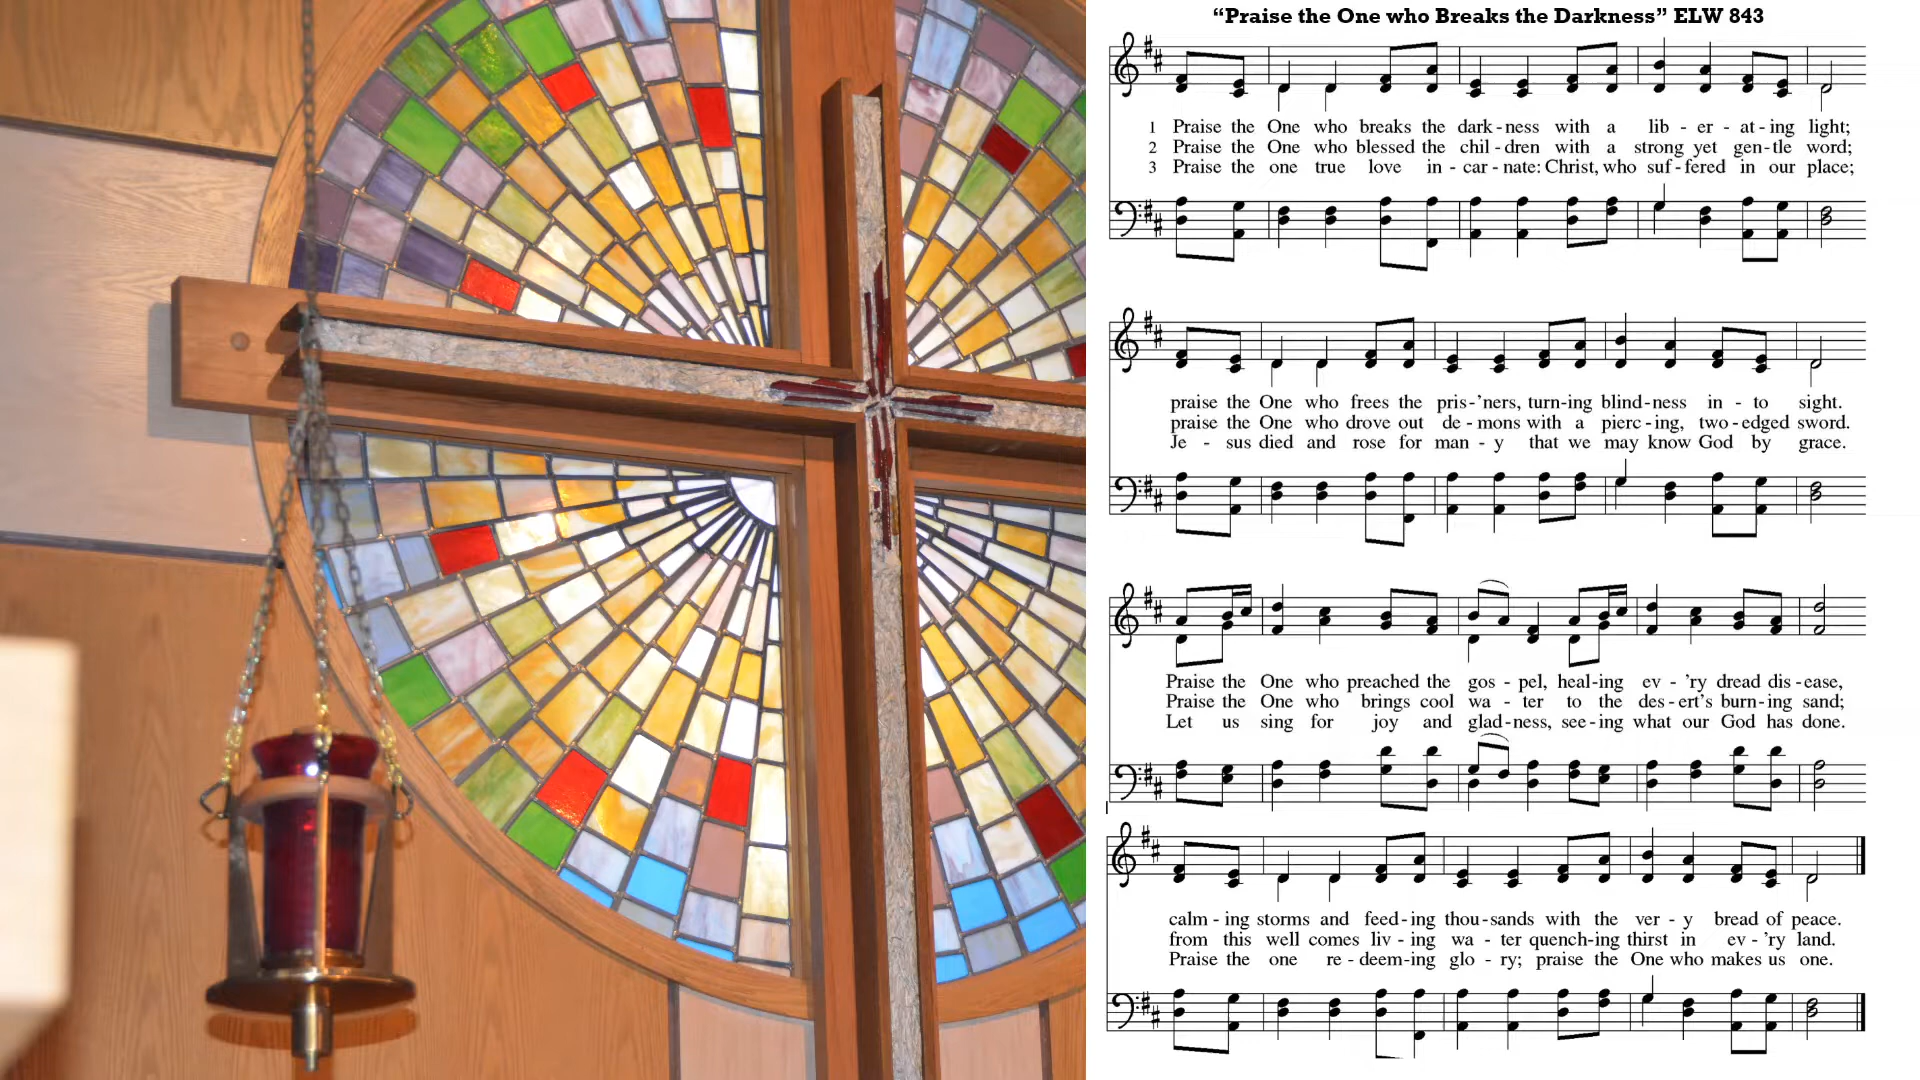 “Praise the One who Breaks the Darkness” ELW 843
1 Praise the One who breaks the dark - ness with a lib - er - at - ing light;
2 Praise the One who blessed the chil - dren with a strong yet gen - tle word;
3 Praise the one true love in - car - nate: Christ, who suf - fered in our place;
praise the One who frees the pris - ’ners, turn - ing blind - ness in - to sight.
praise the One who drove out de - mons with a pierc - ing, two - edged sword.
Je - sus died and rose for man - y that we may know God by grace.
Praise the One who preached the gos - pel, heal - ing ev - ’ry dread dis - ease,
Praise the One who brings cool wa - ter to the des - ert’s burn - ing sand;
Let us sing for joy and glad - ness, see - ing what our God has done.
calm - ing storms and feed - ing thou - sands with the ver - y bread of peace.
from this well comes liv - ing wa - ter quench - ing thirst in ev - ’ry land.
Praise the one re - deem - ing glo - ry; praise the One who makes us one.